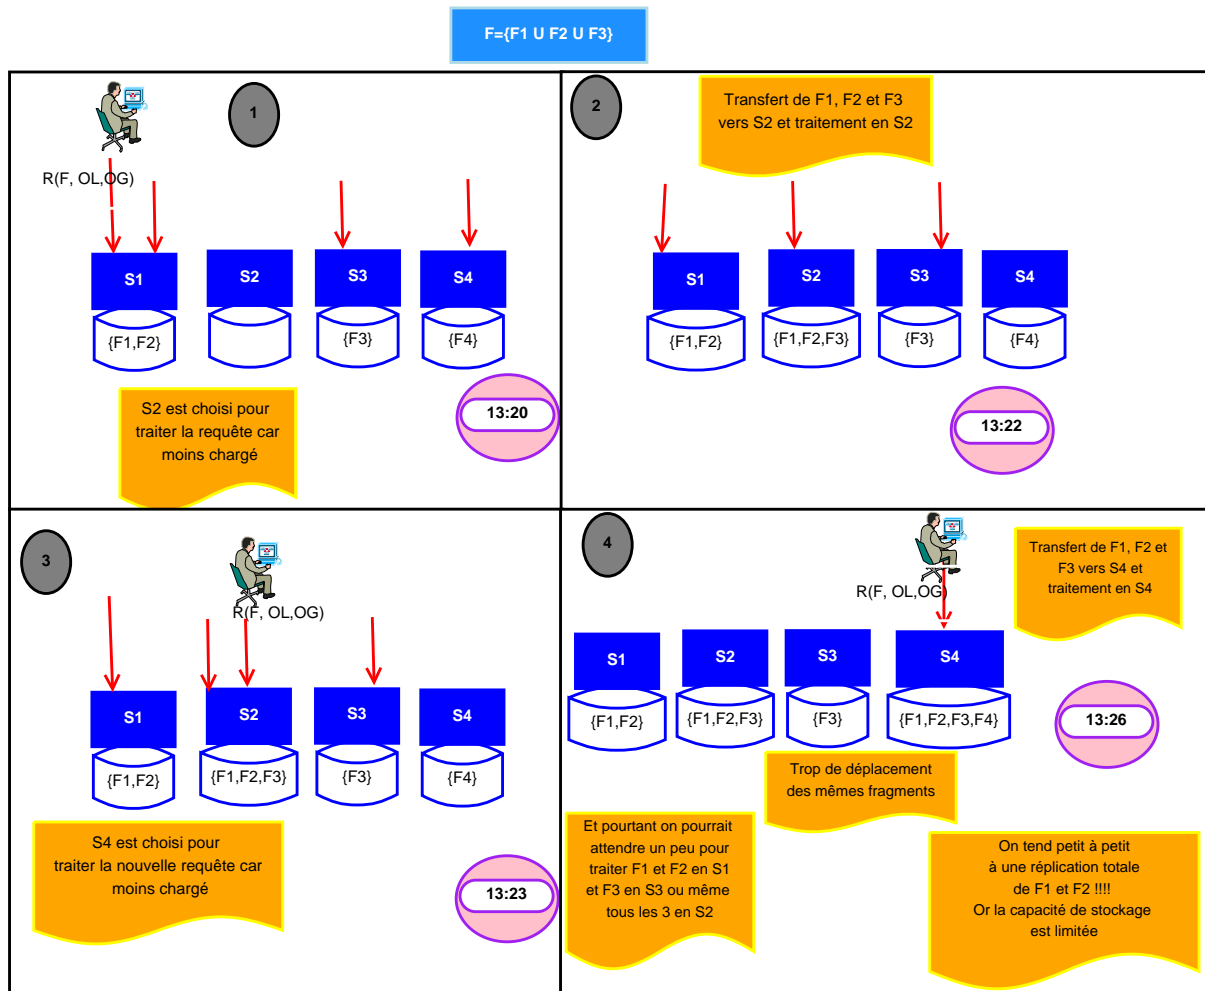 F={F1 U F2 U F3}
1
R(F, OL,OG)
S1
S2
S3
S4
{F1,F2}
{F3}
{F4}
S2 est choisi pour
traiter la requête car
moins chargé
13:20
2
Transfert de F1, F2 et F3
vers S2 et traitement en S2
S1
S2
S3
S4
{F1,F2}
{F1,F2,F3}
{F3}
{F4}
13:22
3
R(F, OL,OG)
S1
S2
S3
S4
{F1,F2}
{F1,F2,F3}
{F3}
{F4}
S4 est choisi pour
traiter la nouvelle requête car
moins chargé
13:23
4
R(F, OL,OG)
Transfert de F1, F2 et
F3 vers S4 et
traitement en S4
S1
S2
S3
S4
{F1,F2}
{F1,F2,F3}
{F3}
{F1,F2,F3,F4}
13:26
Trop de déplacement
des mêmes fragments
Et pourtant on pourrait
attendre un peu pour
traiter F1 et F2 en S1
et F3 en S3 ou même
tous les 3 en S2
On tend petit à petit
à une réplication totale
de F1 et F2 !!!!
Or la capacité de stockage
est limitée